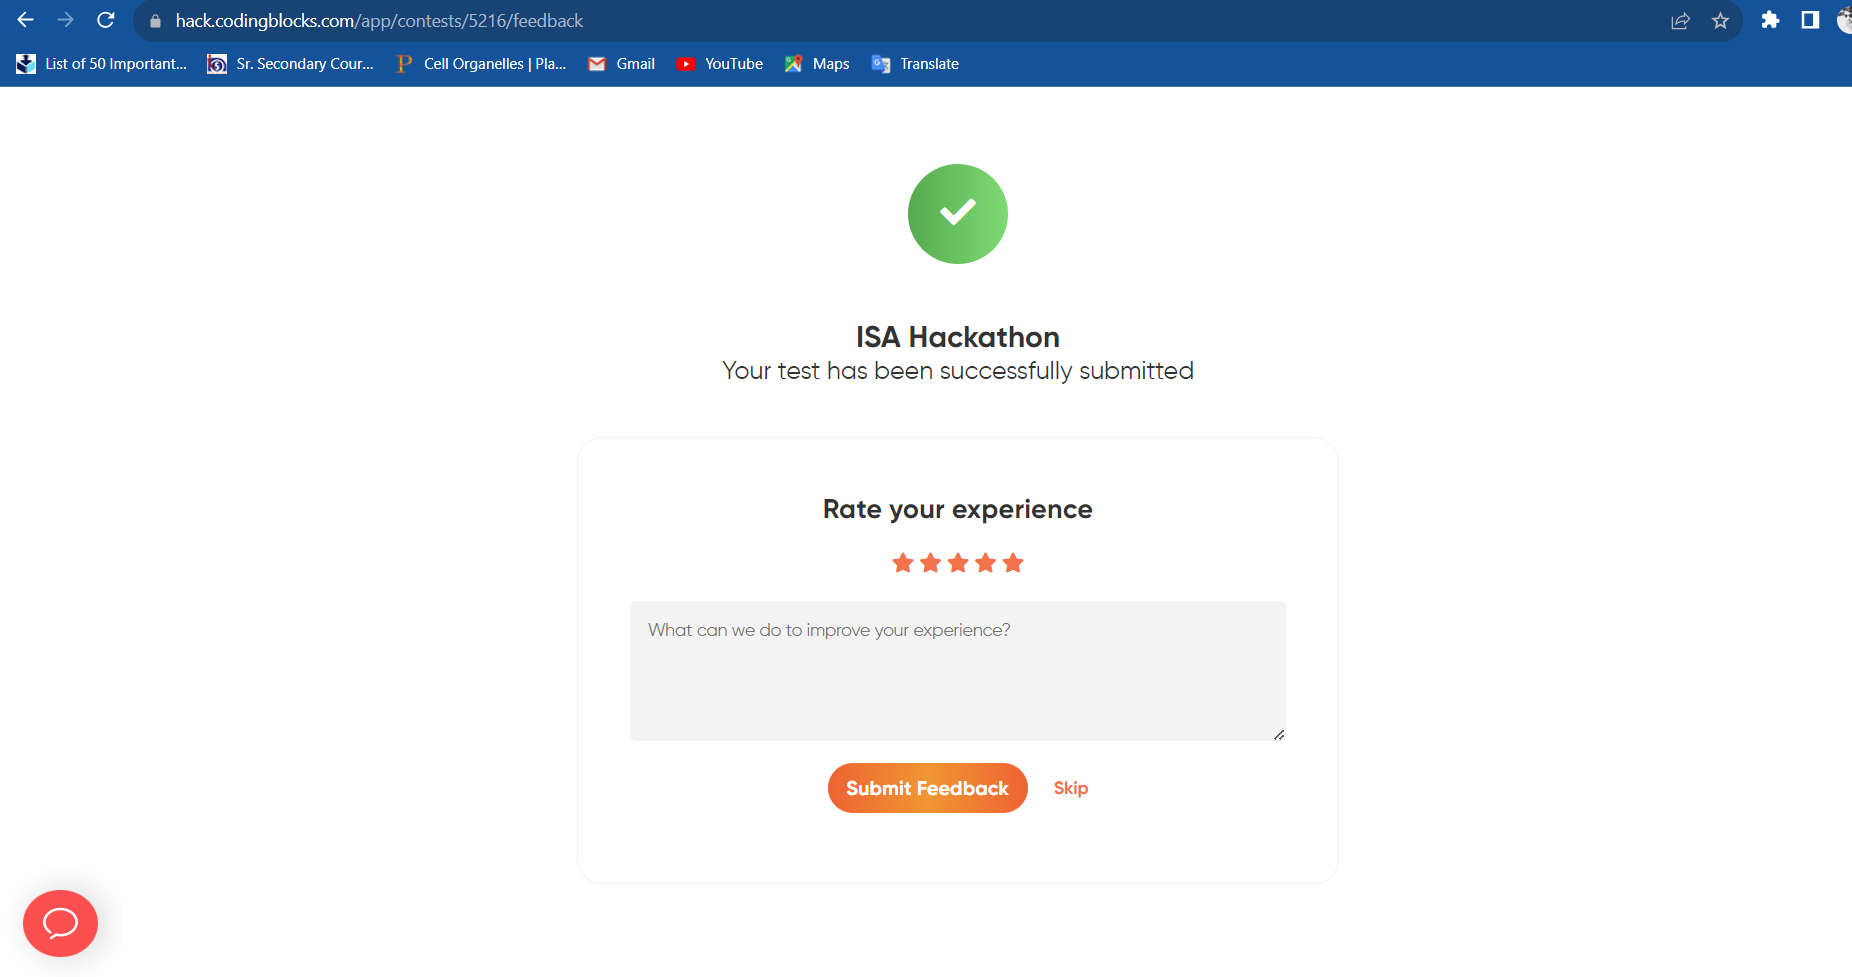 hack.codingblocks.com/app/contests/5216/feedback
List of 50 Important... Sr. Secondary Cour... Cell Organelles | Pla... Gmail YouTube Maps Translate
ISA Hackathon
Your test has been successfully submitted
Rate your experience
What can we do to improve your experience?
Submit Feedback Skip